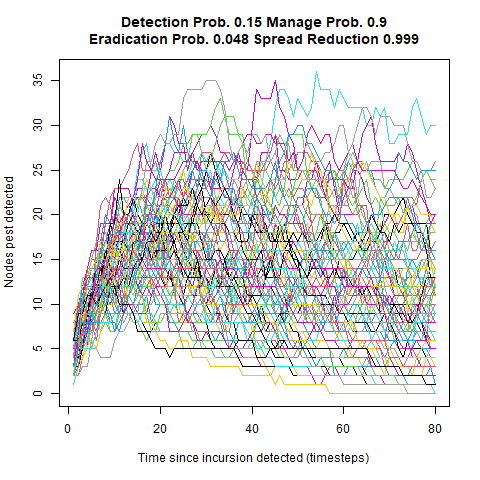 Detection Prob. 0.15 Manage Prob. 0.9
Eradication Prob. 0.048 Spread Reduction 0.999
Nodes pest detected
35
30
25
20
15
10
5
0
0 20 40 60 80
Time since incursion detected (timesteps)